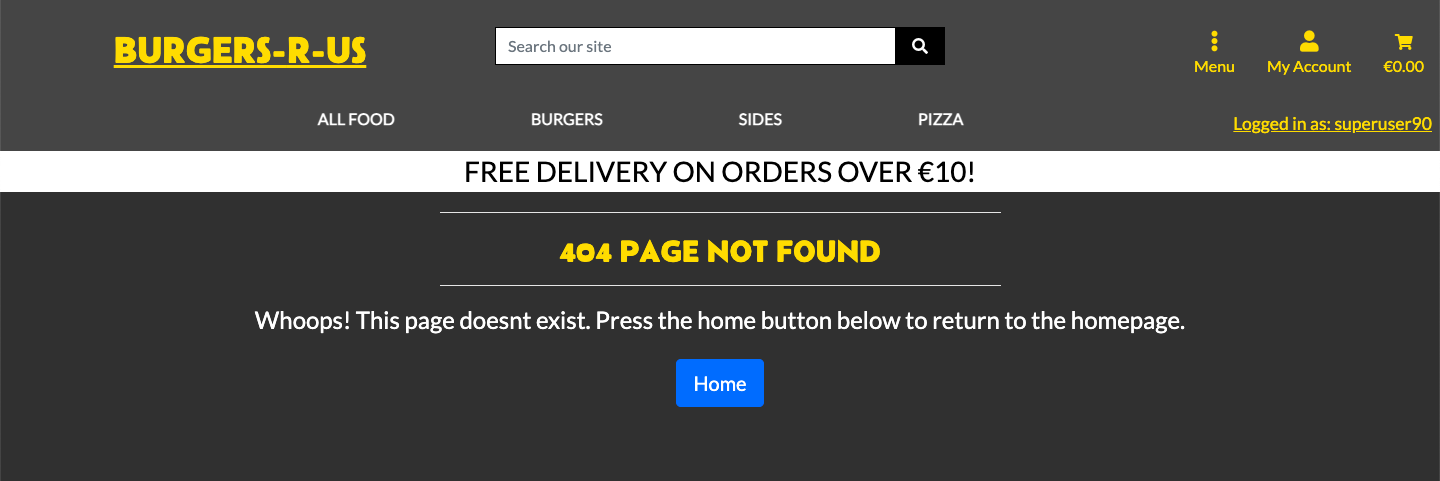 BURGERS-R-US
Search our site
Menu
My Account
€0.00
ALL FOOD
BURGERS
SIDES
PIZZA
Logged in as: superuser90
FREE DELIVERY ON ORDERS OVER €10!
404 PAGE NOT FOUND
Whoops! This page doesnt exist. Press the home button below to return to the homepage.
Home